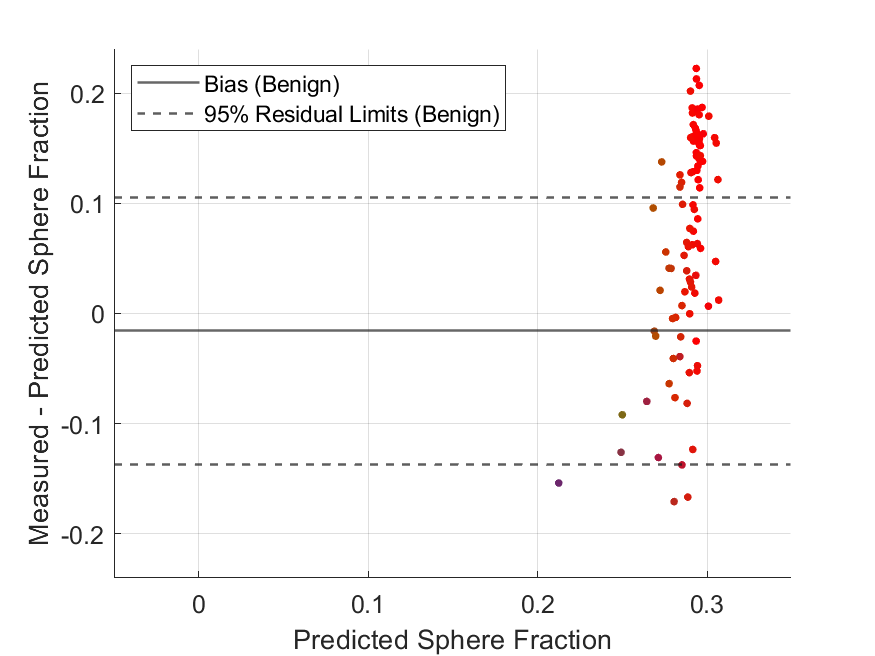 Bias (Benign)
95% Residual Limits (Benign)
Measured - Predicted Sphere Fraction
0.2
0.1
0
-0.1
-0.2
0
0.1
0.2
0.3
Predicted Sphere Fraction